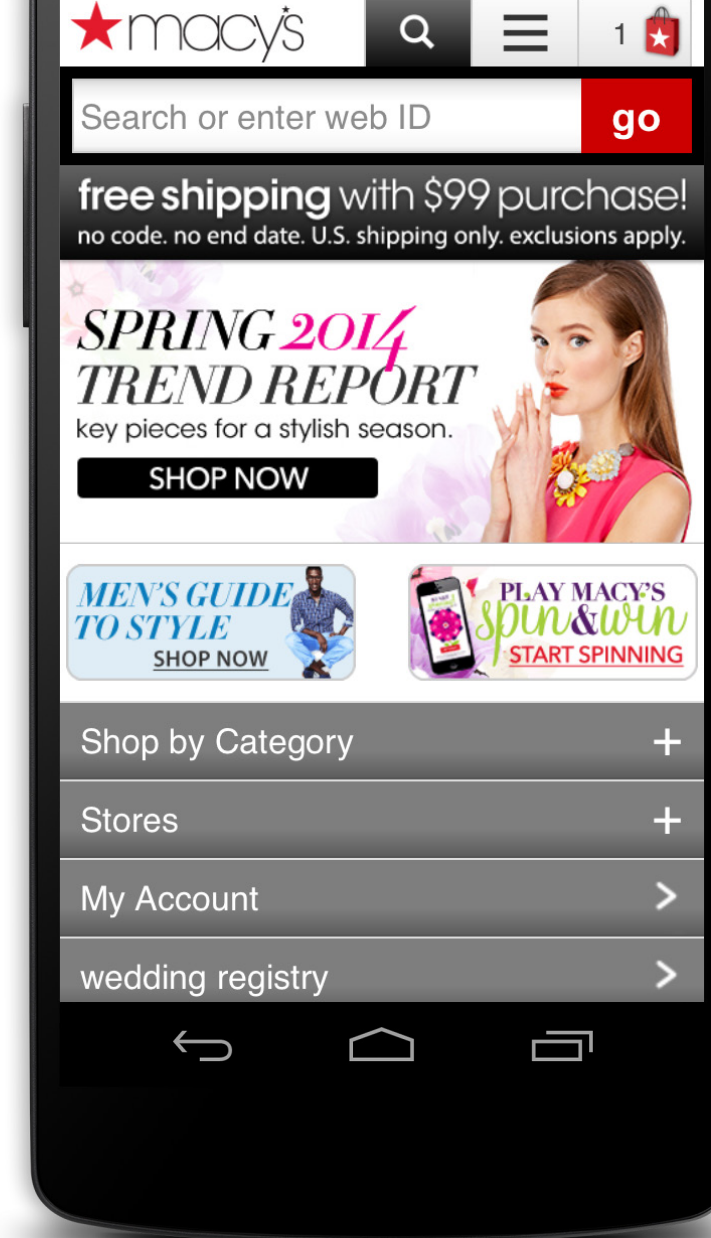 macy's
1
Search or enter web ID
go
free shipping with $99 purchase!
no code. no end date. U.S. shipping only. exclusions apply.
SPRING 2014
TREND REPORT
key pieces for a stylish season.
SHOP NOW
MEN'S GUIDE
TO STYLE
SHOP NOW
PLAY MACY'S
spin&win
START SPINNING
Shop by Category
Stores
My Account
wedding registry